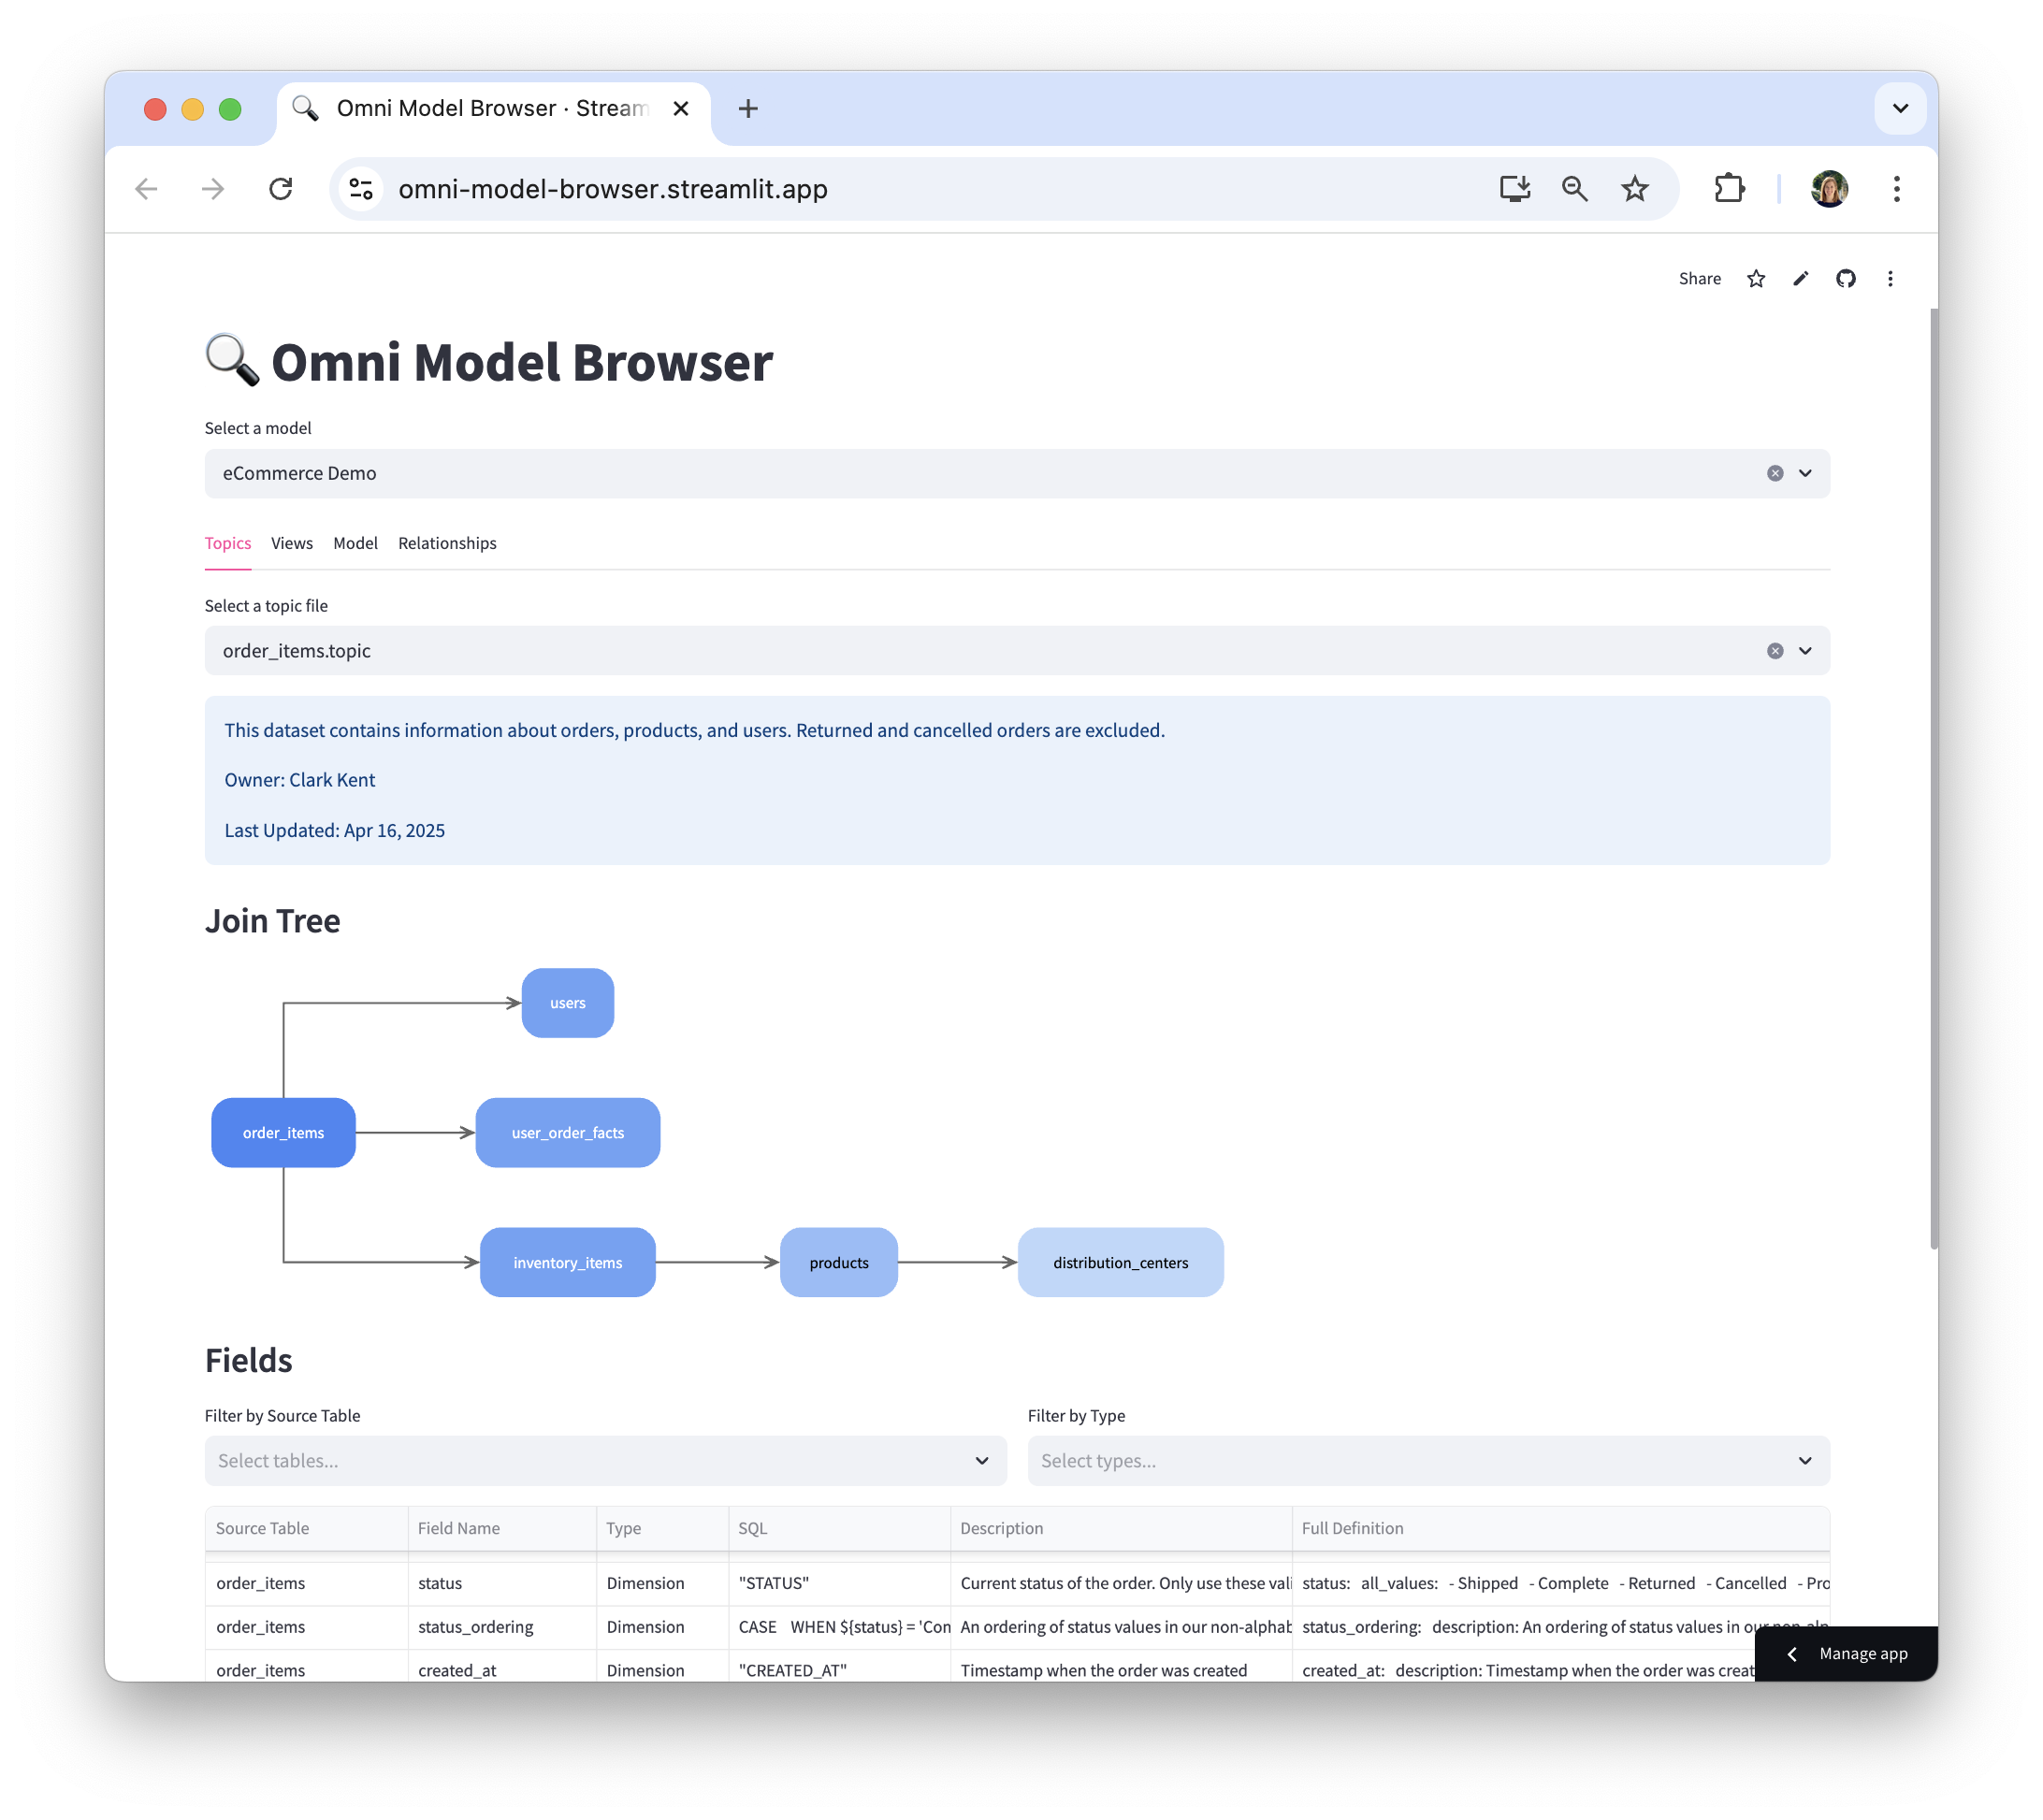 Omni Model Browser · Stream
omni-model-browser.streamlit.app
Share
Omni Model Browser
Select a model
eCommerce Demo
Topics Views Model Relationships
Select a topic file
order_items.topic
This dataset contains information about orders, products, and users. Returned and cancelled orders are excluded.
Owner: Clark Kent
Last Updated: Apr 16, 2025
Join Tree
users
order_items user_order_facts
inventory_items products distribution_centers
Fields
Filter by Source Table Filter by Type
Select tables... Select types...
Source Table Field Name Type SQL Description Full Definition
order_items status Dimension "STATUS" Current status of the order. Only use these vali status: all_values: - Shipped - Complete - Returned - Cancelled - Pro
order_items status_ordering Dimension CASE WHEN ${status} = 'Con An ordering of status values in our non-alphab status_ordering: description: An ordering of status values in our non-alp
order_items created_at Dimension "CREATED_AT" Timestamp when the order was created created_at: description: Timestamp when the order was creat
Manage app